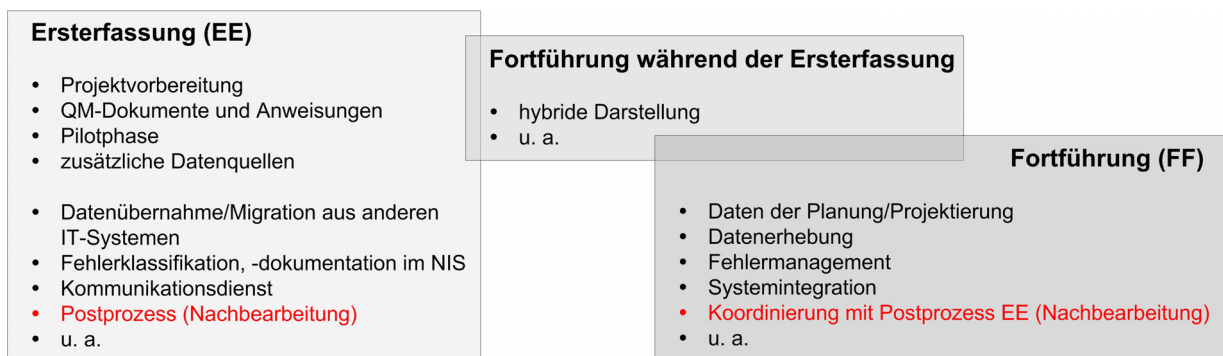 Ersterfassung (EE)
• Projektvorbereitung
• QM-Dokumente und Anweisungen
• Pilotphase
• zusätzliche Datenquellen
• Datenübernahme/Migration aus anderen
IT-Systemen
• Fehlerklassifikation, -dokumentation im NIS
• Kommunikationsdienst
• Postprozess (Nachbearbeitung)
• u. a.
Fortführung während der Ersterfassung
• hybride Darstellung
• u. a.
Fortführung (FF)
• Daten der Planung/Projektierung
• Datenerhebung
• Fehlermanagement
• Systemintegration
• Koordinierung mit Postprozess EE (Nachbearbeitung)
• u. a.